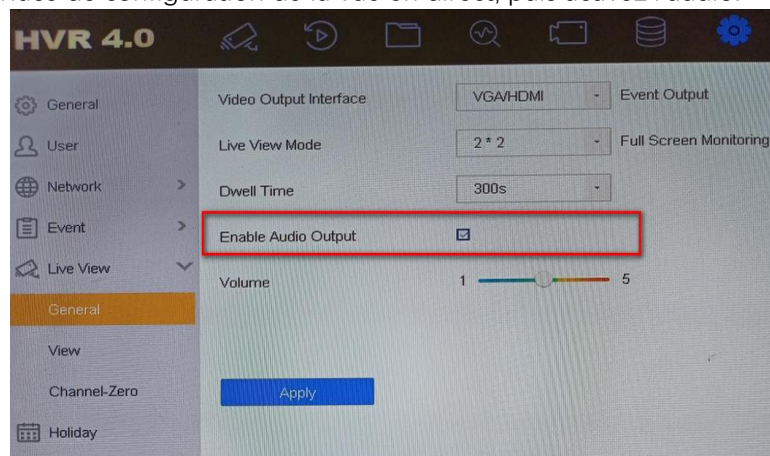 HVR 4.0
General
User
Network
Event
Live View
General
View
Channel-Zero
Holiday
Video Output Interface VGA/HDMI Event Output
Live View Mode 2 * 2 Full Screen Monitoring
Dwell Time 300s
Enable Audio Output
Volume 1 5
Apply